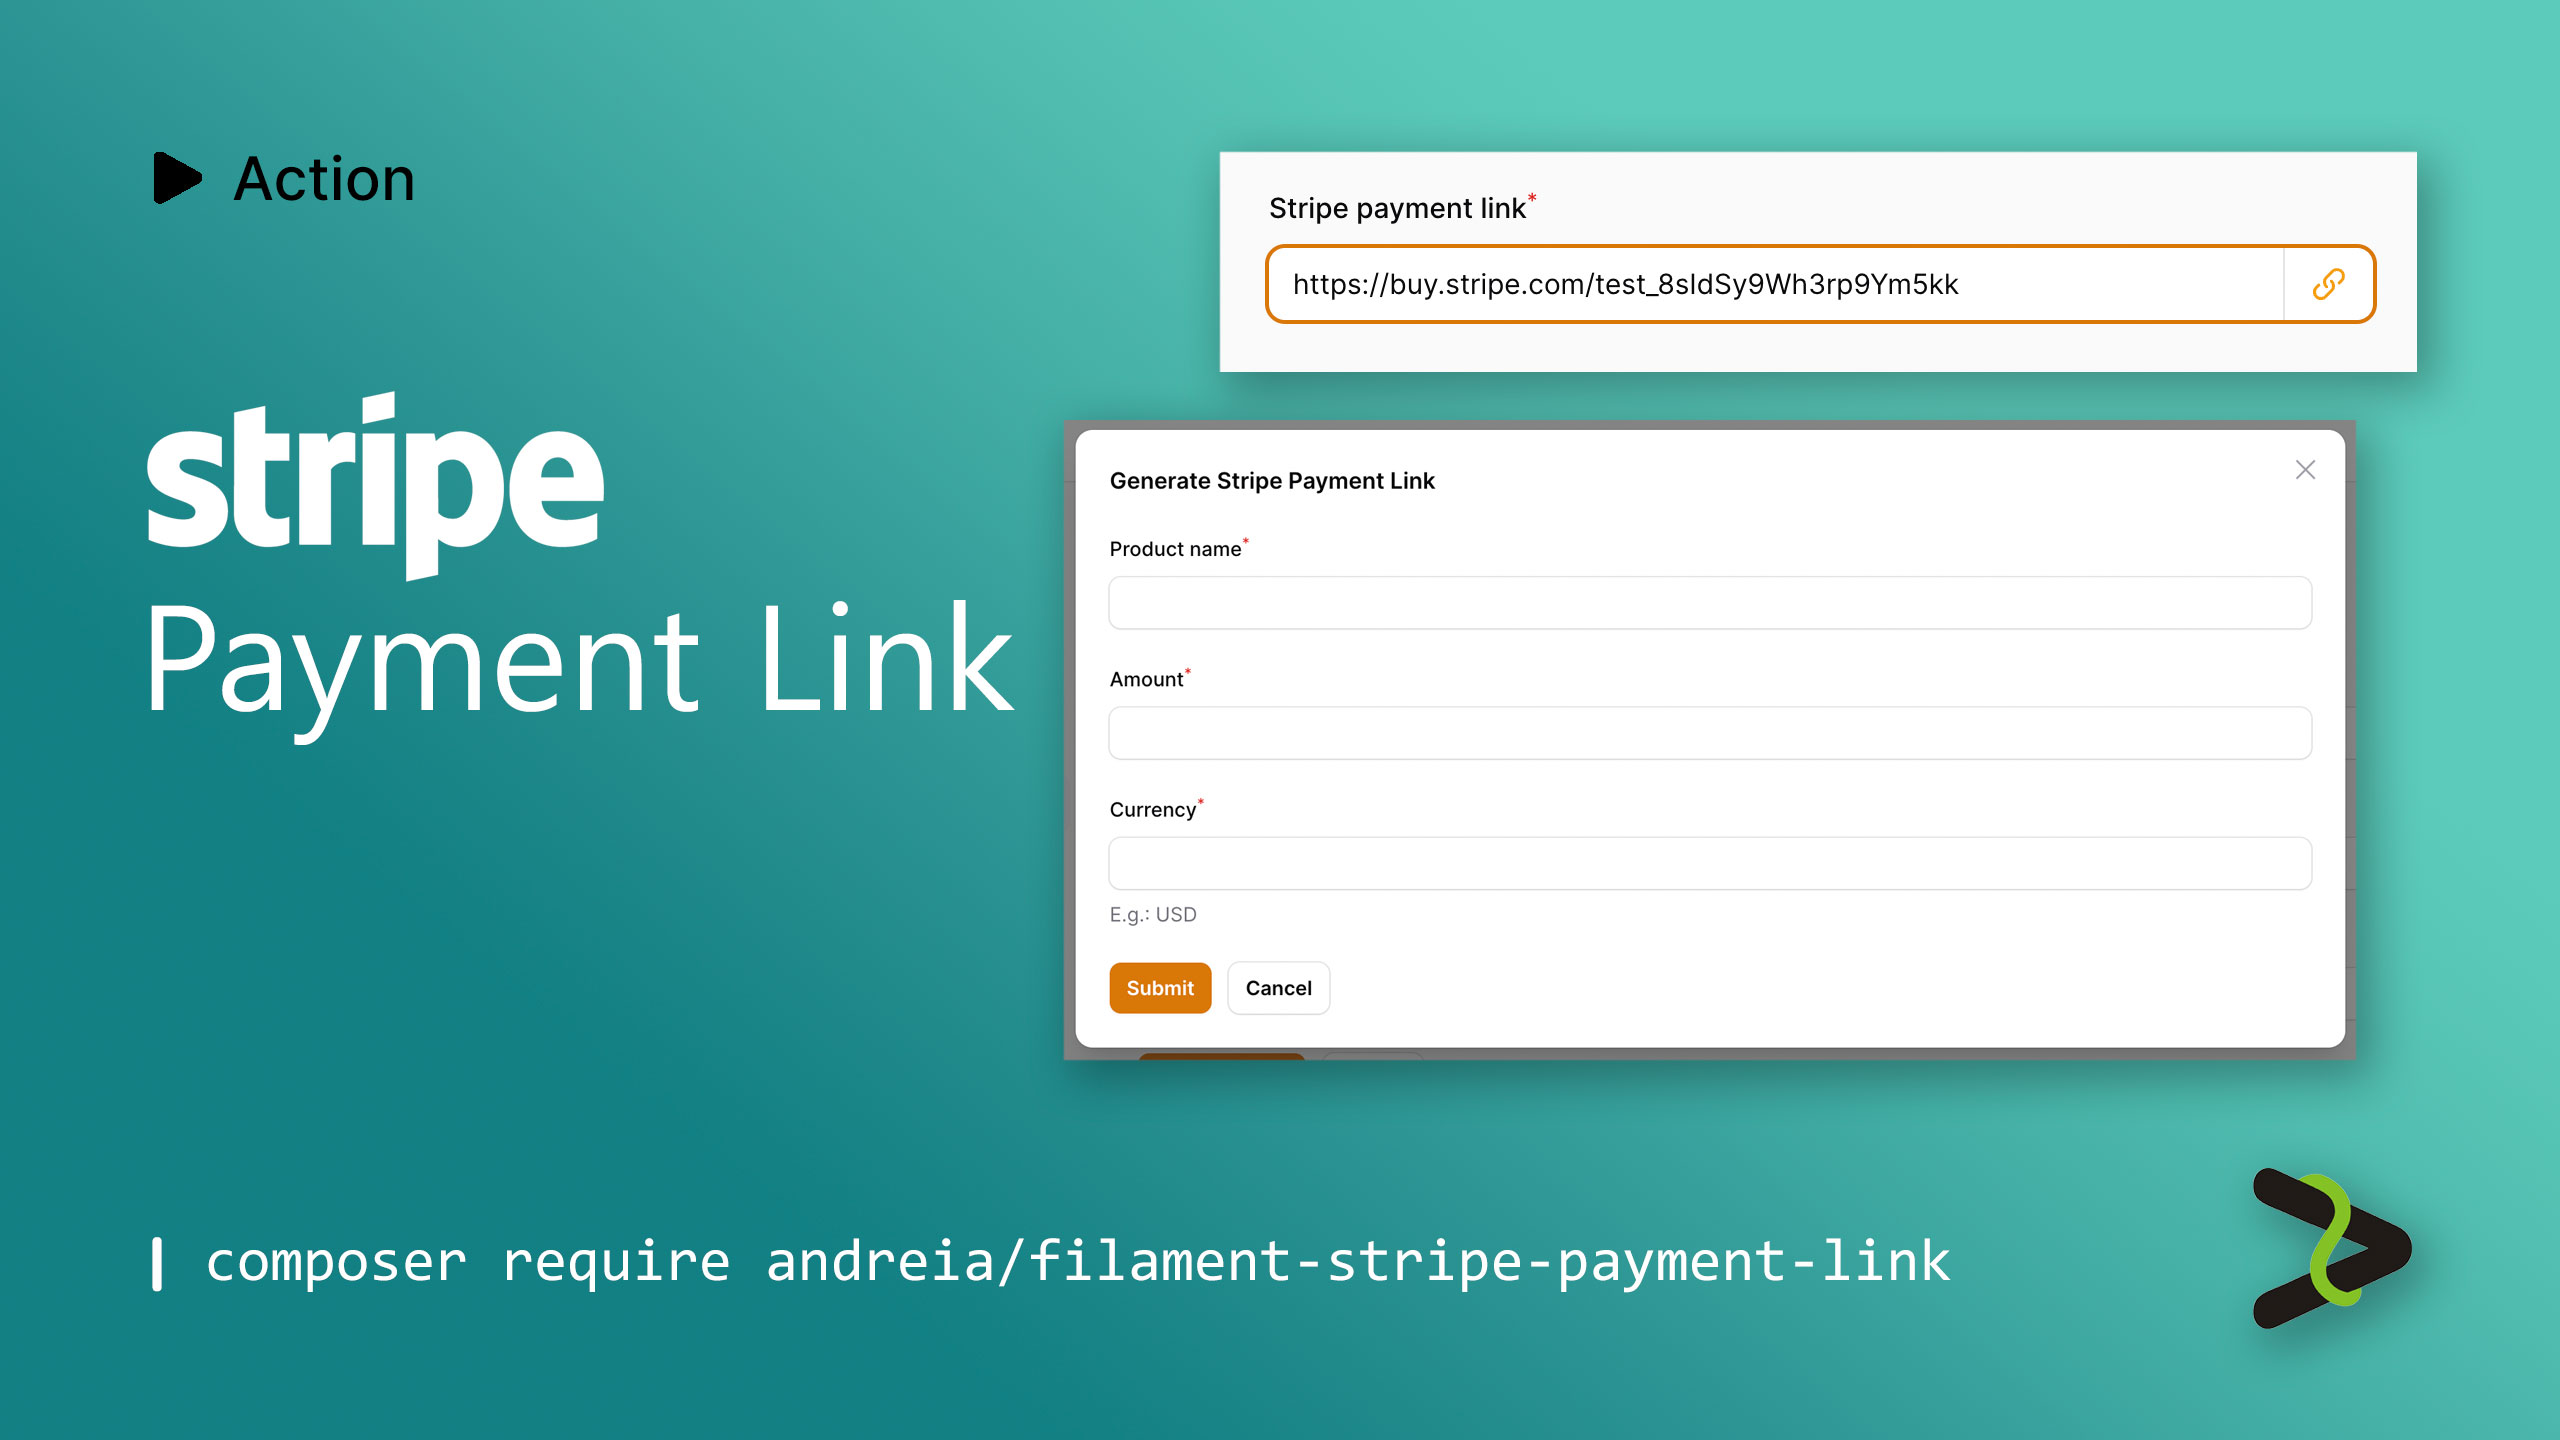 Action
stripe
Payment Link
Stripe payment link*
https://buy.stripe.com/test_8sIdSy9Wh3rp9Ym5kk
Generate Stripe Payment Link
Product name*
Amount*
Currency*
E.g.: USD
Submit Cancel
composer require andreia/filament-stripe-payment-link